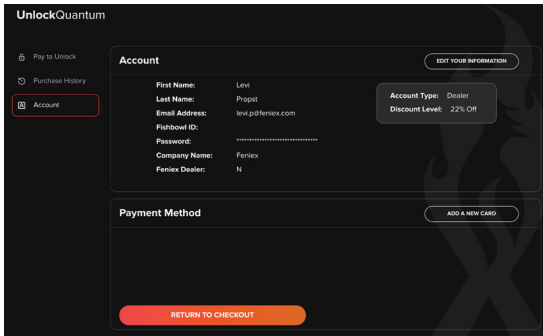 UnlockQuantum
Pay to Unlock
Purchase History
Account
Account
EDIT YOUR INFORMATION
First Name: Levi
Last Name: Propst
Email Address: levi.p@feniex.com
Fishbowl ID:
Password: ******************************
Company Name: Feniex
Feniex Dealer: N
Account Type: Dealer
Discount Level: 22% Off
Payment Method
ADD A NEW CARD
RETURN TO CHECKOUT